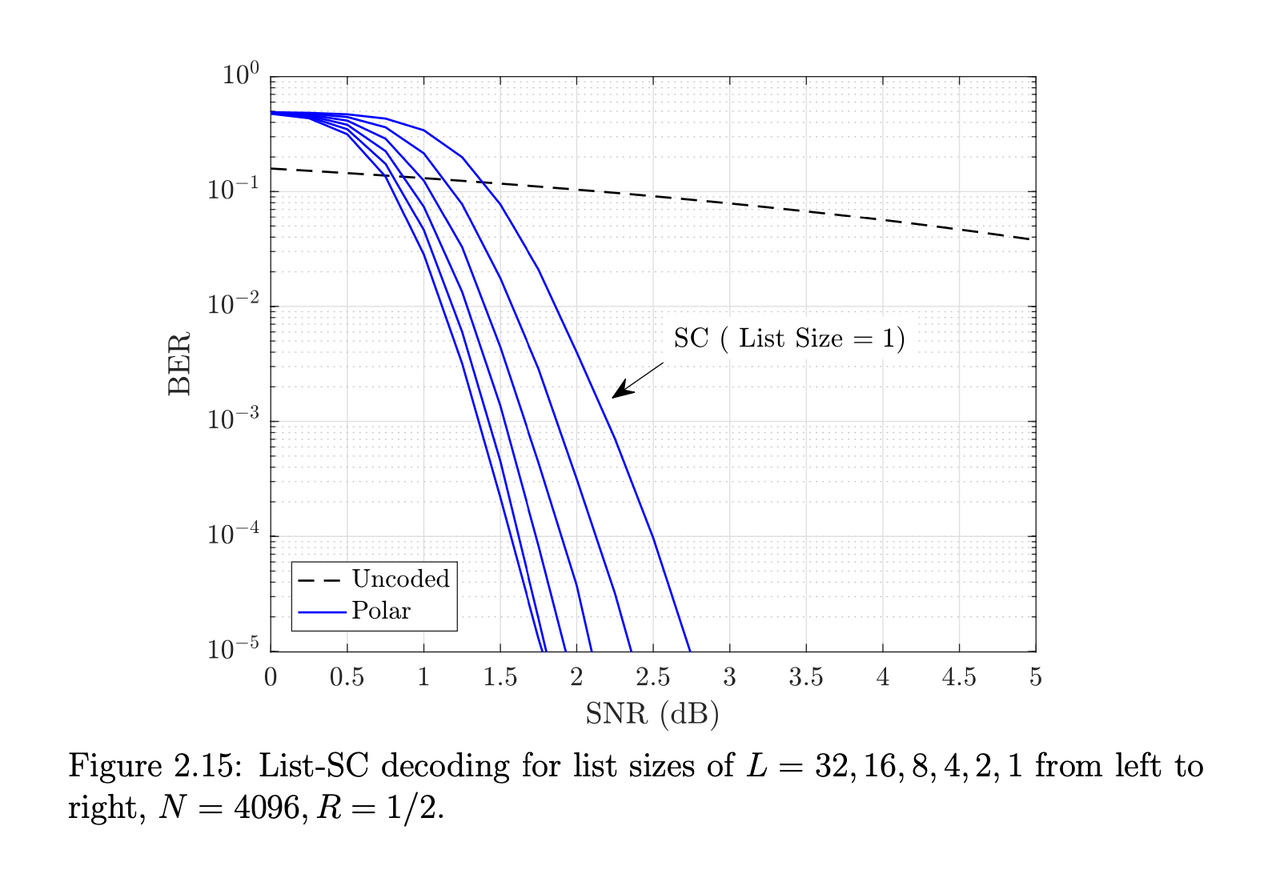 10^0
10^−1
10^−2
10^−3
10^−4
10^−5
BER
SC ( List Size = 1)
Uncoded
Polar
0 0.5 1 1.5 2 2.5 3 3.5 4 4.5 5
SNR (dB)
Figure 2.15: List-SC decoding for list sizes of L = 32, 16, 8, 4, 2, 1 from left to
right, N = 4096, R = 1/2.